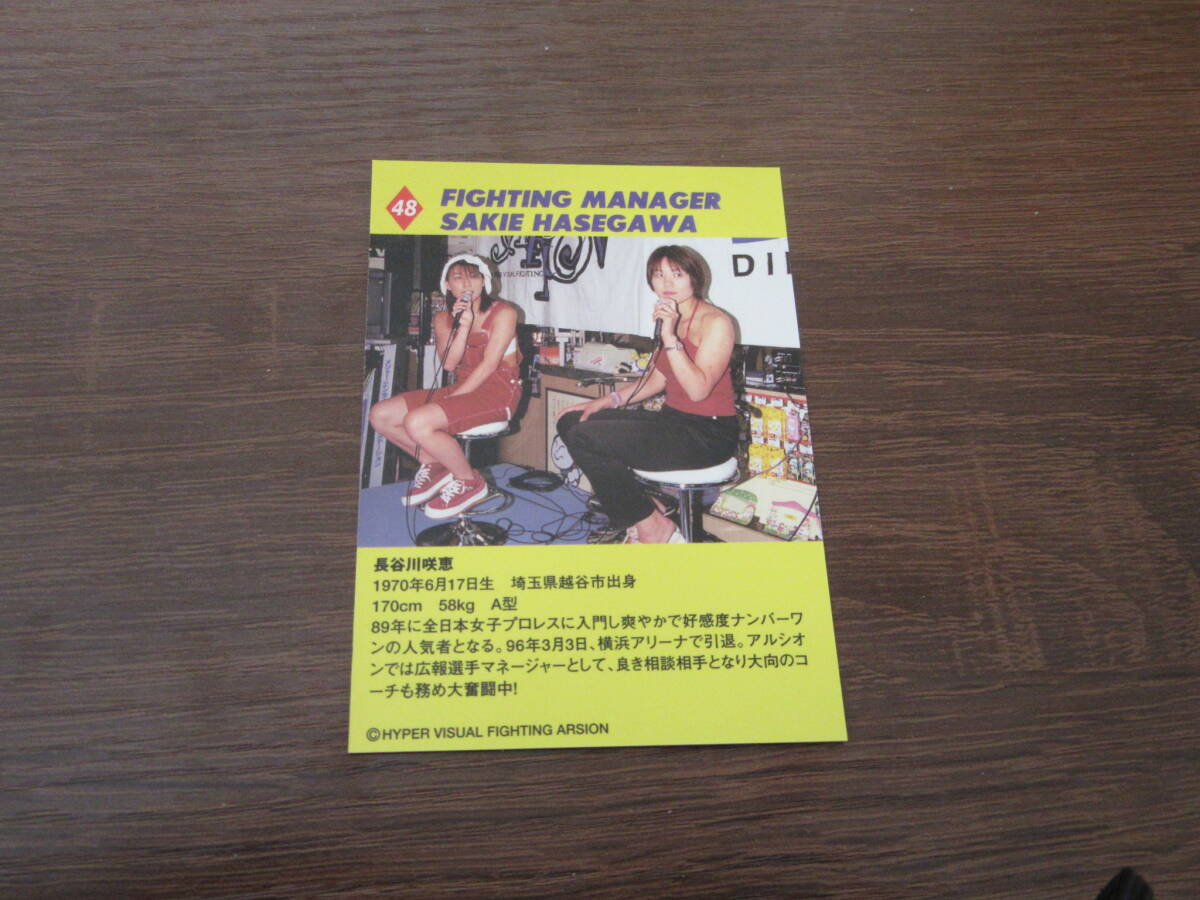 48
FIGHTING MANAGER
SAKIE HASEGAWA
DI
長谷川咲恵
1970年6月17日生　埼玉県越谷市出身
170cm　58kg　A型
89年に全日本女子プロレスに入門し爽やかで好感度ナンバーワ
ンの人気者となる。96年3月3日、横浜アリーナで引退。アルシオ
ンでは広報選手マネージャーとして、良き相談相手となり大向のコ
ーチも務め大奮闘中!
©HYPER VISUAL FIGHTING ARSION